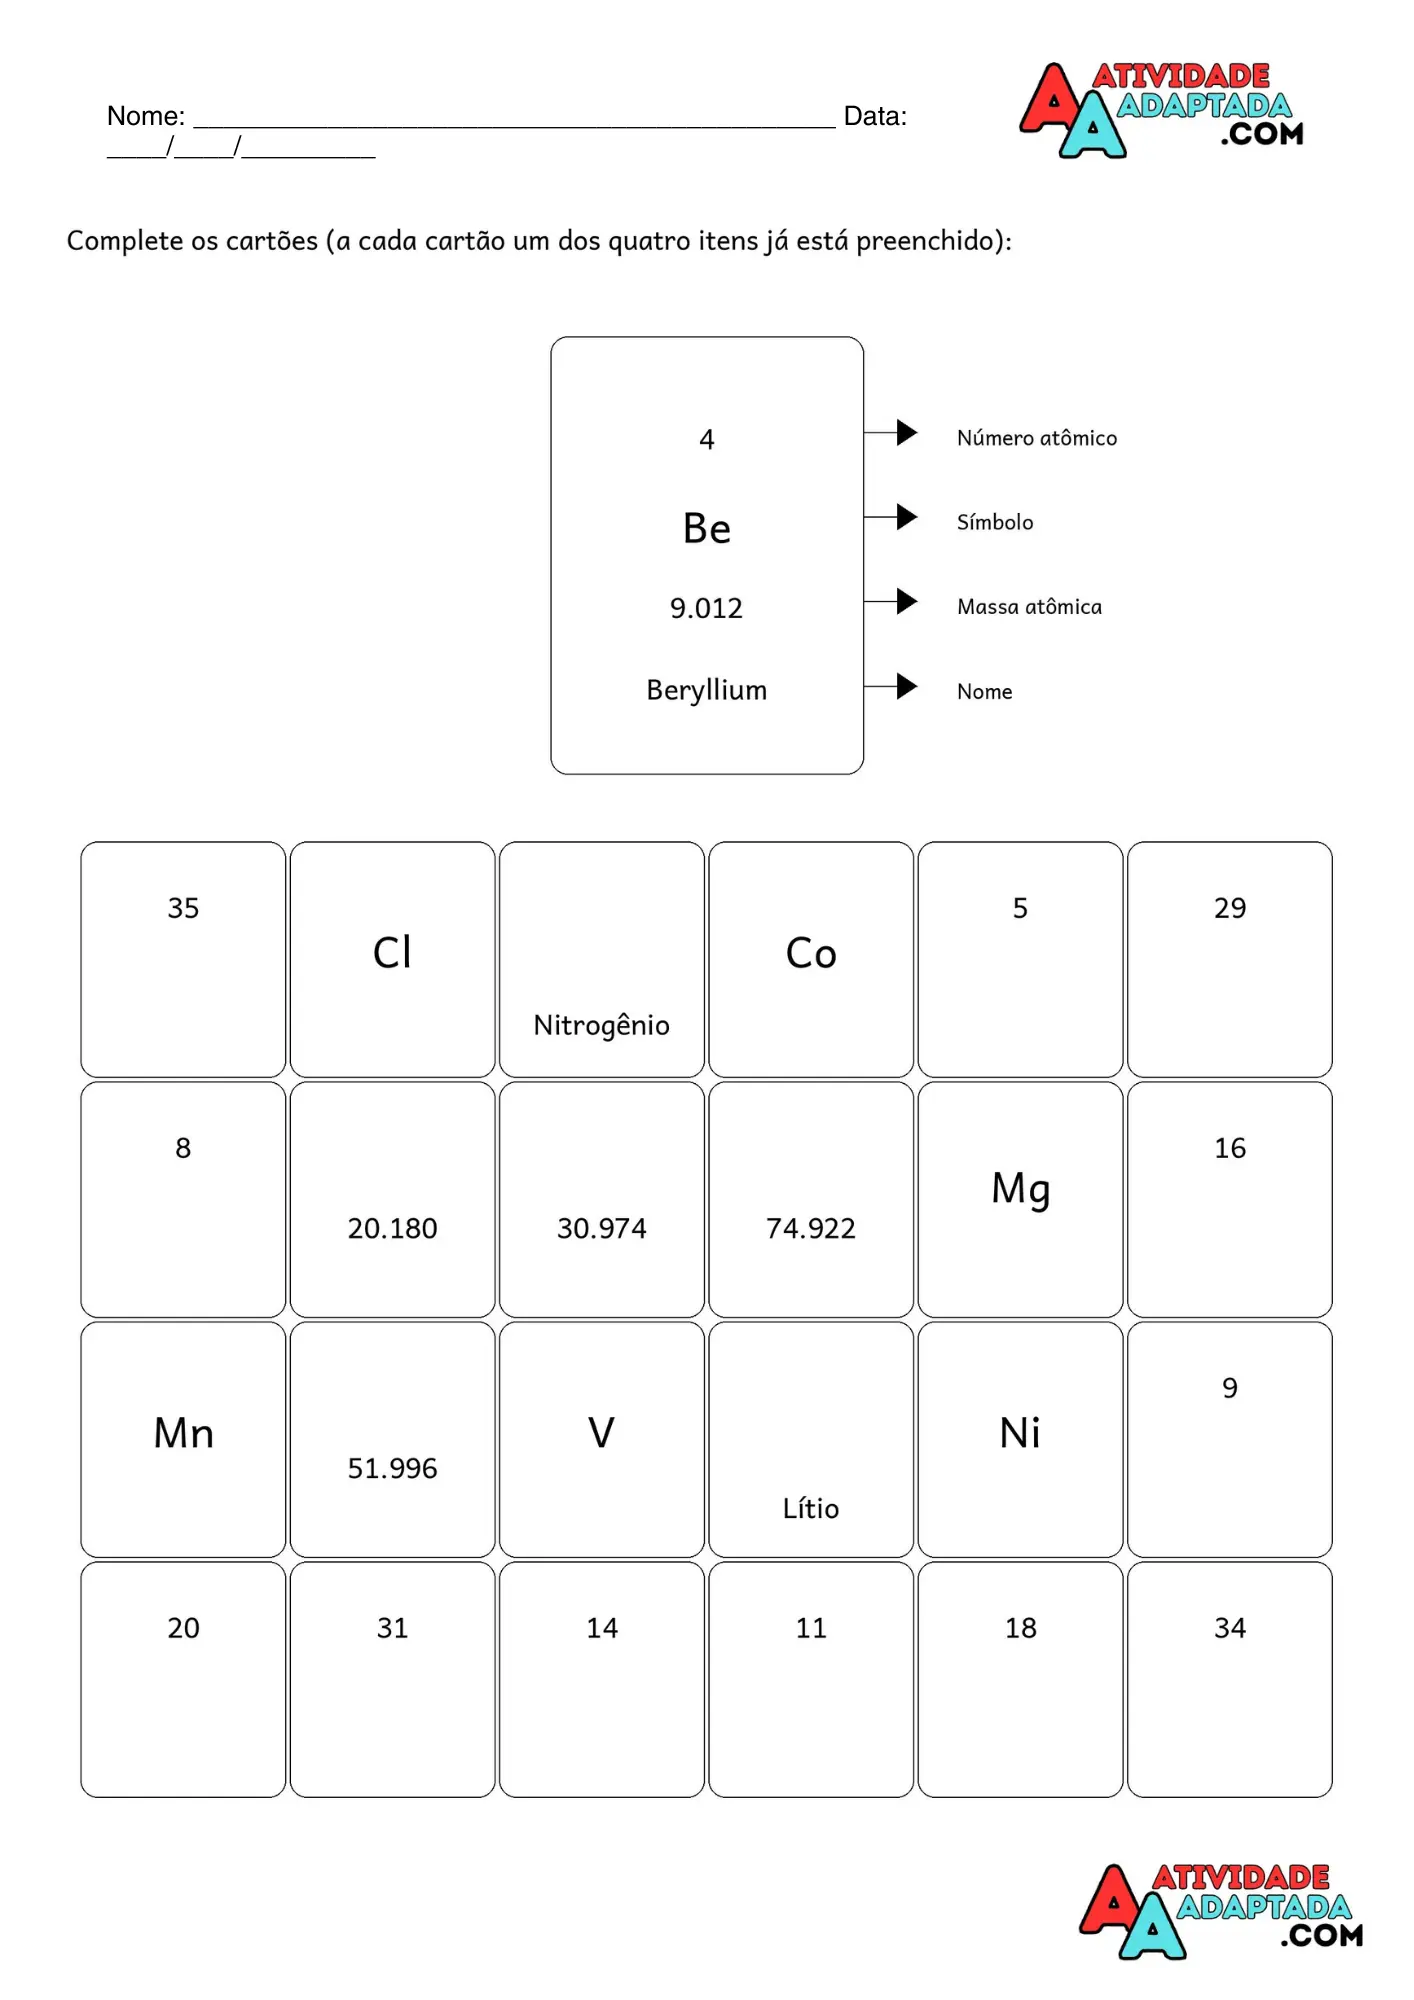 ATIVIDADE
ADAPTADA
.COM
Nome: ___________________________________________ Data:
____/____/_________
Complete os cartões (a cada cartão um dos quatro itens já está preenchido):
4
Número atômico
Be
Símbolo
9.012
Massa atômica
Beryllium
Nome
35
Cl
Nitrogênio
Co
5
29
8
20.180
30.974
74.922
Mg
16
Mn
51.996
V
Lítio
Ni
9
20
31
14
11
18
34
ATIVIDADE
ADAPTADA
.COM